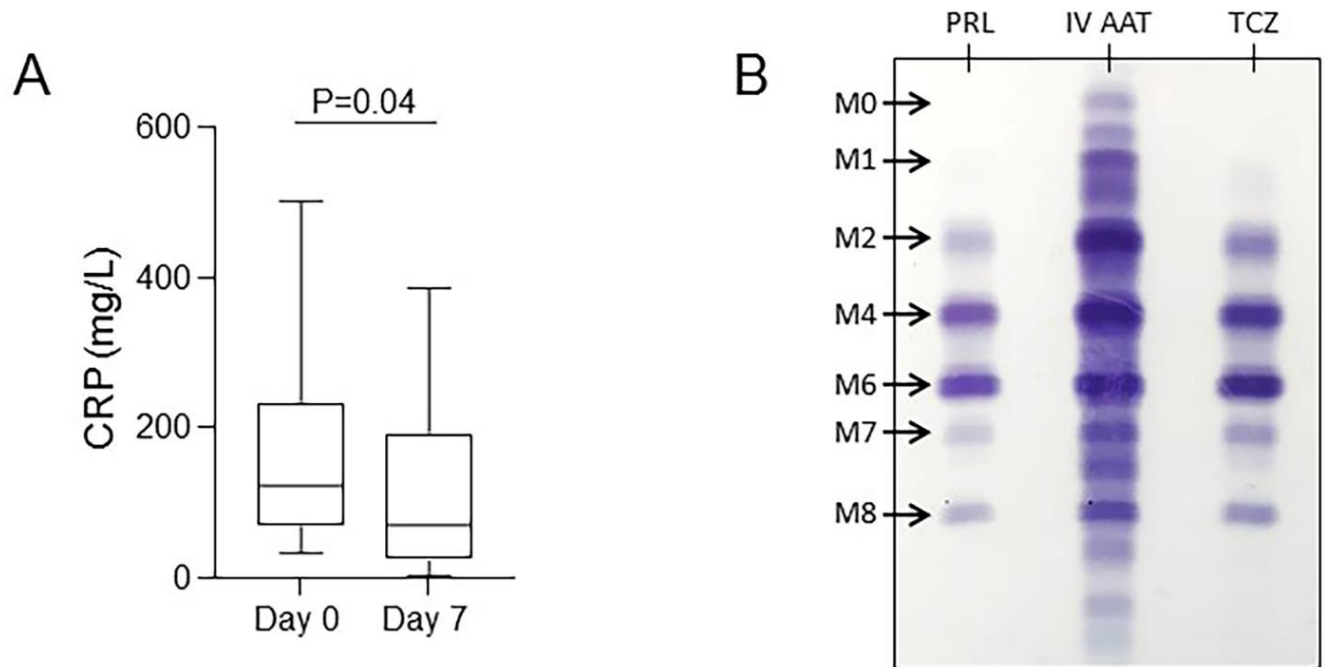 A
P=0.04
600
400
200
0
CRP (mg/L)
Day 0 Day 7
B
PRL IV AAT TCZ
M0
M1
M2
M4
M6
M7
M8